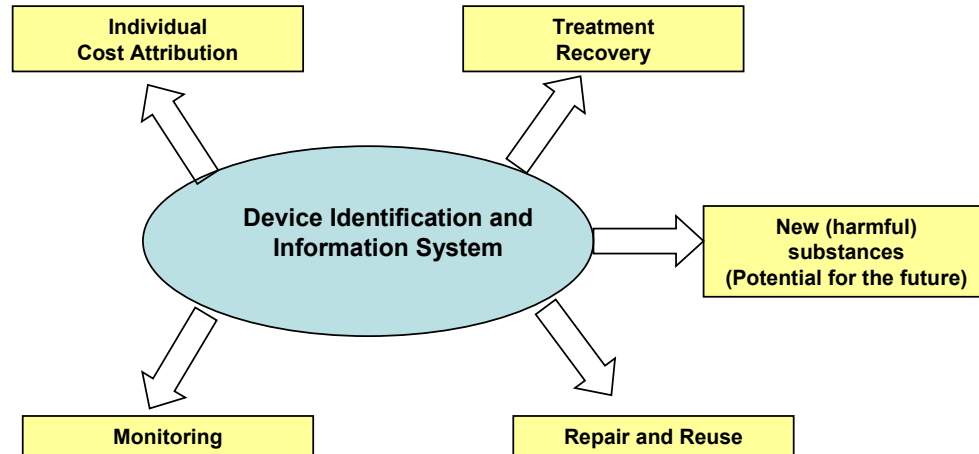 Individual
Cost Attribution
Treatment
Recovery
Device Identification and
Information System
New (harmful)
substances
(Potential for the future)
Monitoring
Repair and Reuse